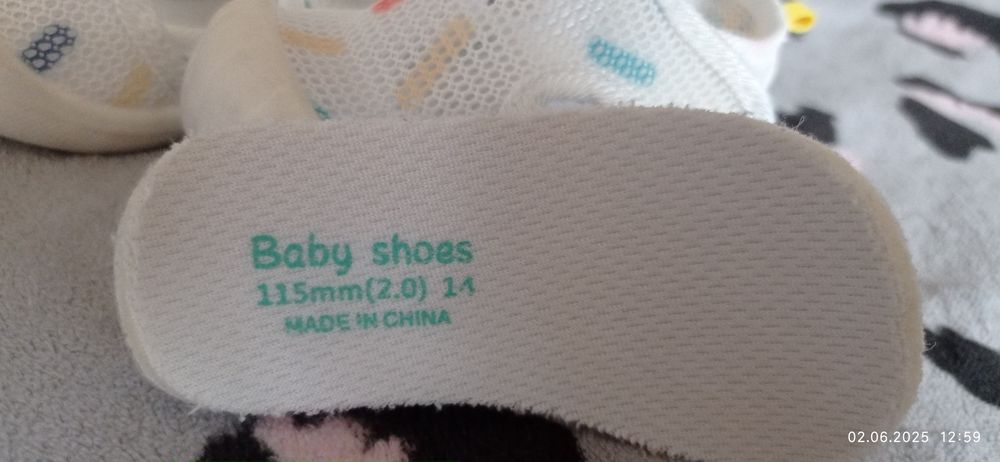 Baby shoes
115mm(2.0) 14
MADE IN CHINA
02.06.2025 12:59